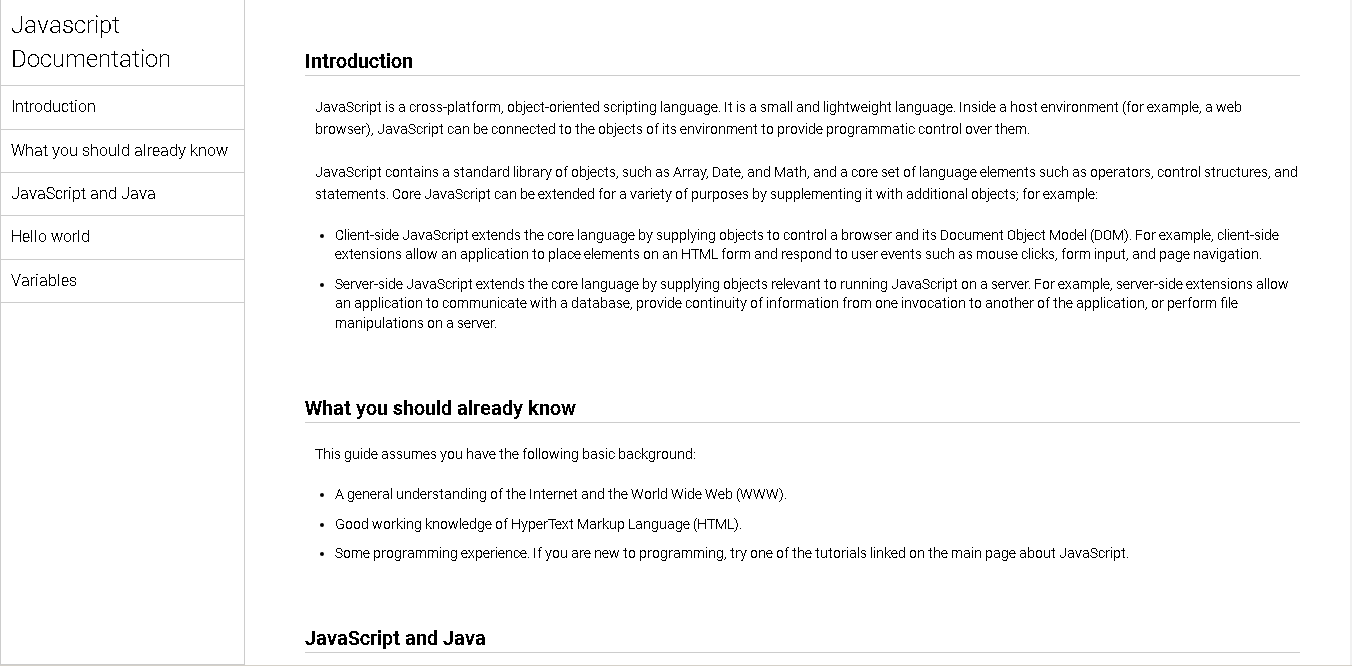 Javascript
Documentation
Introduction
What you should already know
JavaScript and Java
Hello world
Variables
Introduction
JavaScript is a cross-platform, object-oriented scripting language. It is a small and lightweight language. Inside a host environment (for example, a web
browser), JavaScript can be connected to the objects of its environment to provide programmatic control over them.
JavaScript contains a standard library of objects, such as Array, Date, and Math, and a core set of language elements such as operators, control structures, and
statements. Core JavaScript can be extended for a variety of purposes by supplementing it with additional objects; for example:
• Client-side JavaScript extends the core language by supplying objects to control a browser and its Document Object Model (DOM). For example, client-side
extensions allow an application to place elements on an HTML form and respond to user events such as mouse clicks, form input, and page navigation.
• Server-side JavaScript extends the core language by supplying objects relevant to running JavaScript on a server. For example, server-side extensions allow
an application to communicate with a database, provide continuity of information from one invocation to another of the application, or perform file
manipulations on a server.
What you should already know
This guide assumes you have the following basic background:
• A general understanding of the Internet and the World Wide Web (WWW).
• Good working knowledge of HyperText Markup Language (HTML).
• Some programming experience. If you are new to programming, try one of the tutorials linked on the main page about JavaScript.
JavaScript and Java